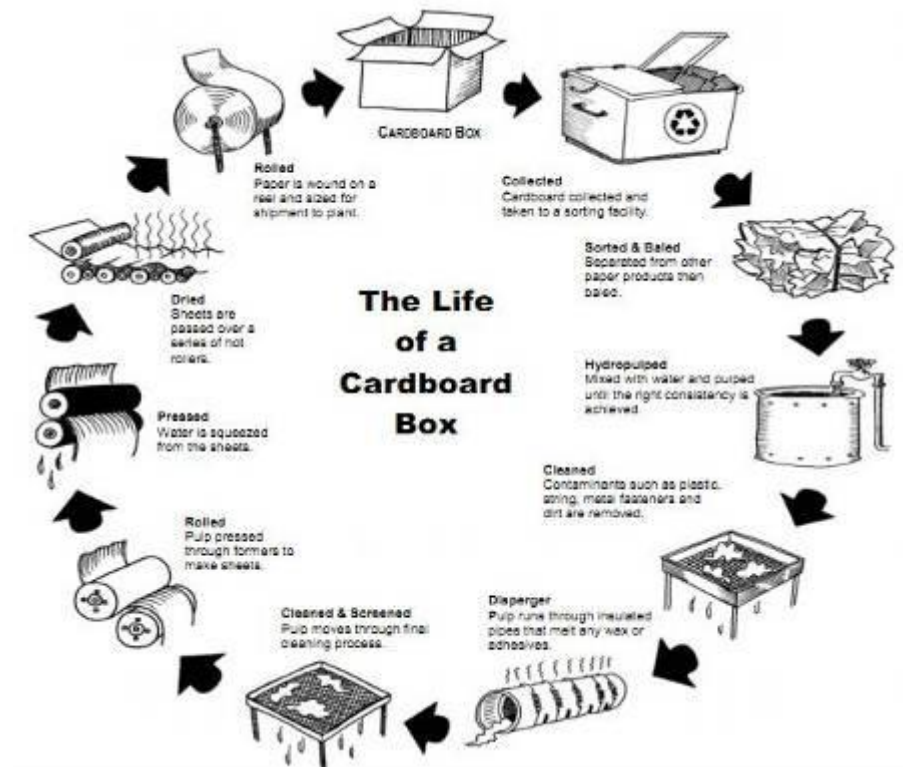 CARDBOARD BOX
Collected
Cardboard collected and
taken to a sorting facility.
Sorted & Baled
Separated from other
paper products then
baled.
Hydropulped
Mixed with water and pulped
until the right consistency is
achieved.
Cleaned
Contaminants such as plastic,
string, metal fasteners and
dirt are removed.
Disperger
Pulp runs through insulated
pipes that melt any wax or
adhesives.
Cleaned & Screened
Pulp moves through final
cleaning process.
Rolled
Pulp pressed
through formers to
make sheets.
Pressed
Water is squeezed
from the sheets.
Dried
Sheets are
passed over a
series of hot
rollers.
Rolled
Paper is wound on a
reel and sized for
shipment to plant.
The Life
of a
Cardboard
Box